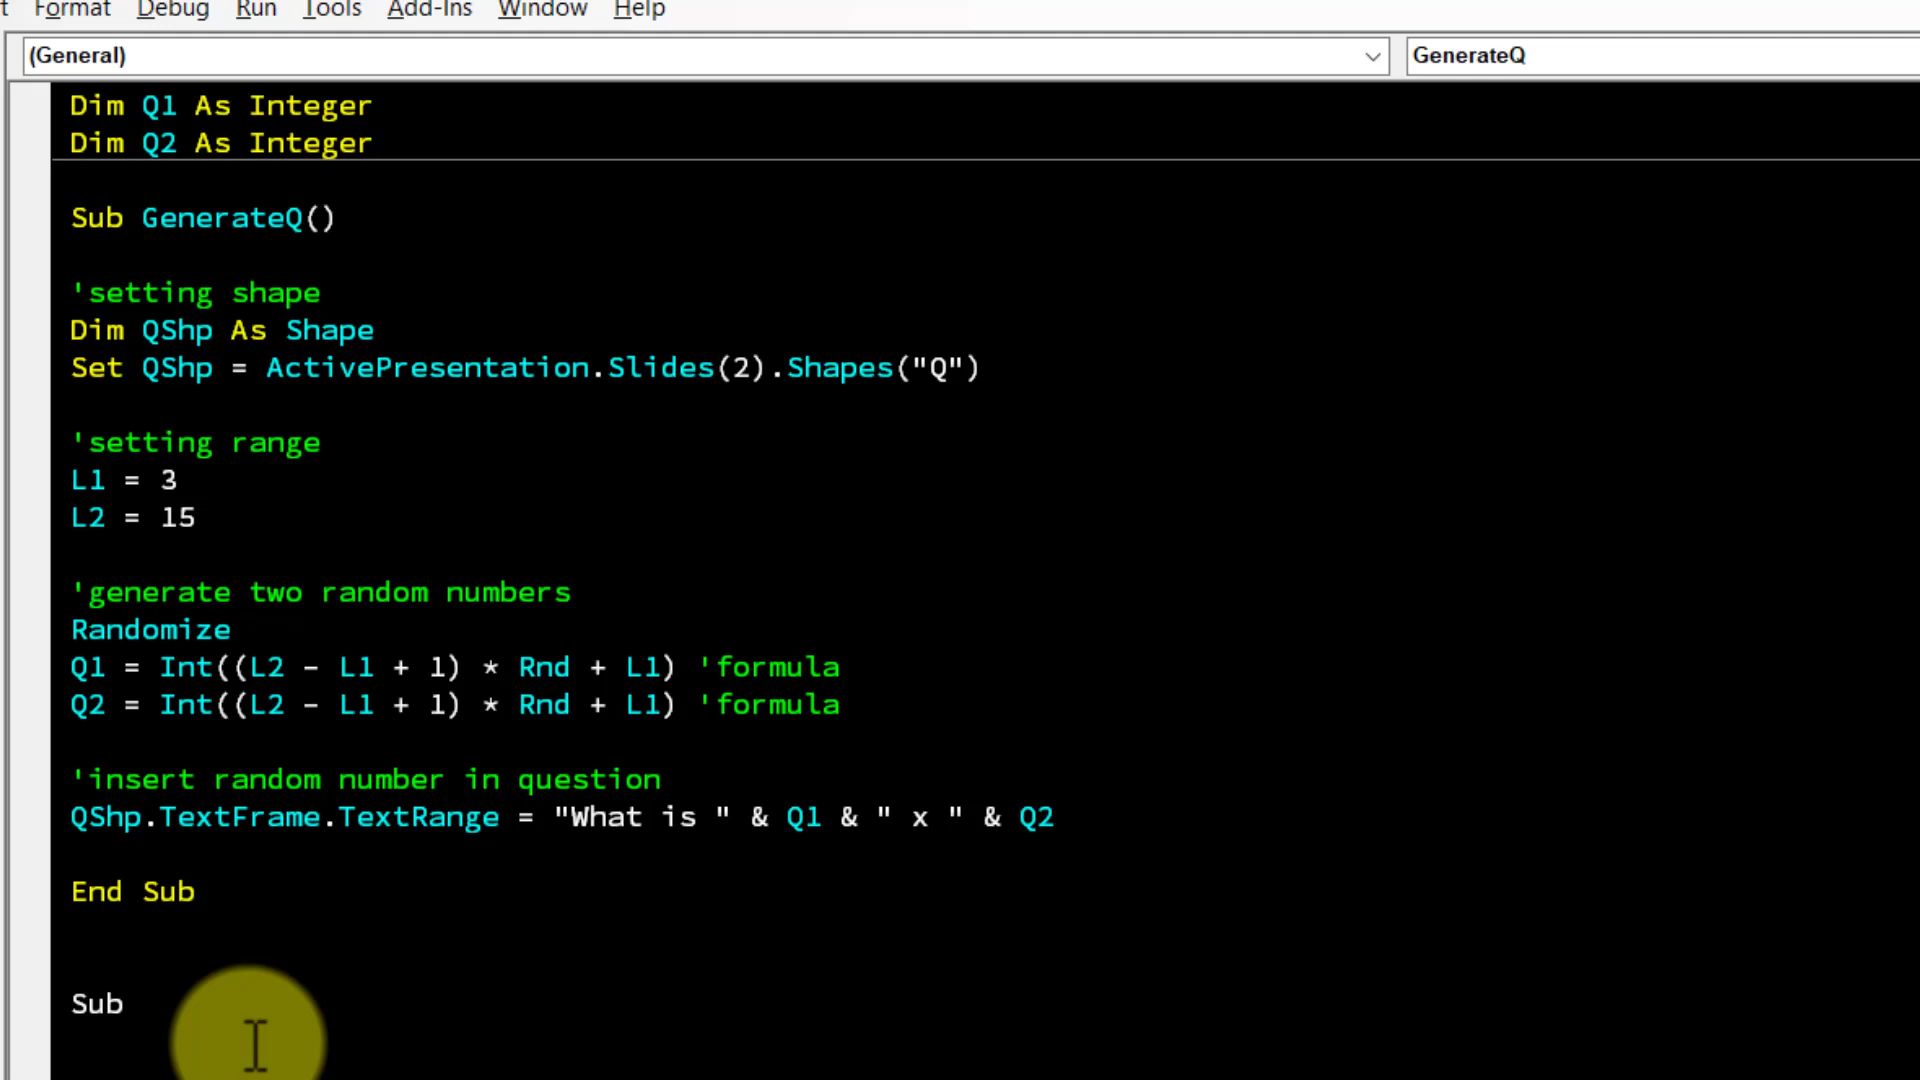 t Format Debug Run Tools Add-Ins Window Help
(General) GenerateQ
Dim Q1 As Integer
Dim Q2 As Integer
Sub GenerateQ()
'setting shape
Dim QShp As Shape
Set QShp = ActivePresentation.Slides(2).Shapes("Q")
'setting range
L1 = 3
L2 = 15
'generate two random numbers
Randomize
Q1 = Int((L2 - L1 + 1) * Rnd + L1) 'formula
Q2 = Int((L2 - L1 + 1) * Rnd + L1) 'formula
'insert random number in question
QShp.TextFrame.TextRange = "What is " & Q1 & " x " & Q2
End Sub
Sub